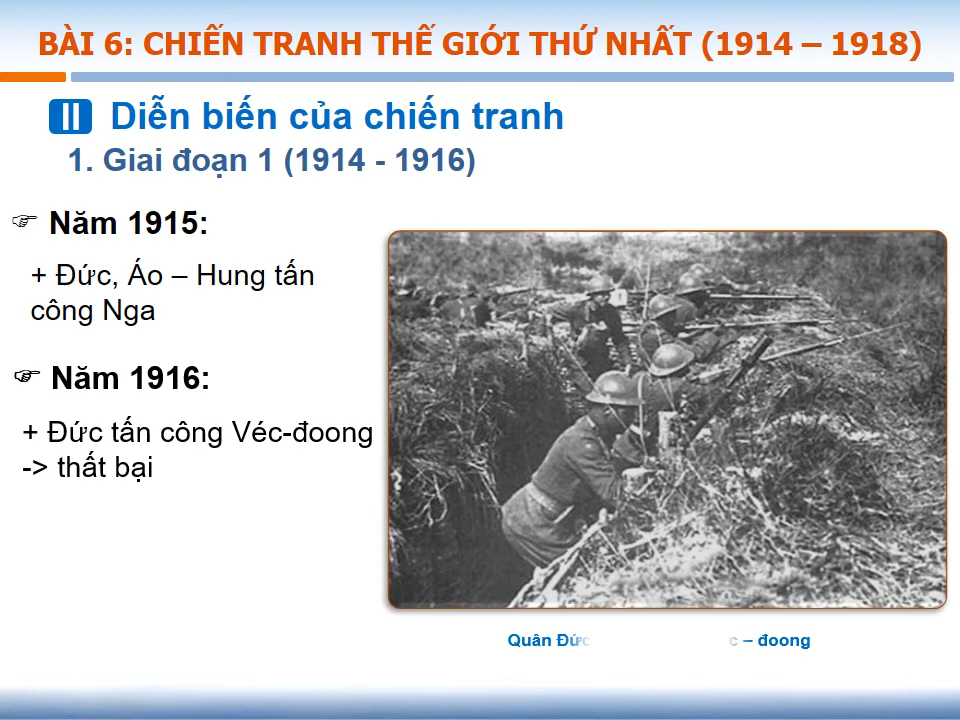 BÀI 6: CHIẾN TRANH THẾ GIỚI THỨ NHẤT (1914 – 1918)
II Diễn biến của chiến tranh
1. Giai đoạn 1 (1914 - 1916)
☞ Năm 1915:
+ Đức, Áo – Hung tấn
công Nga
☞ Năm 1916:
+ Đức tấn công Véc-đoong
-> thất bại
Quân Đức c – đoong